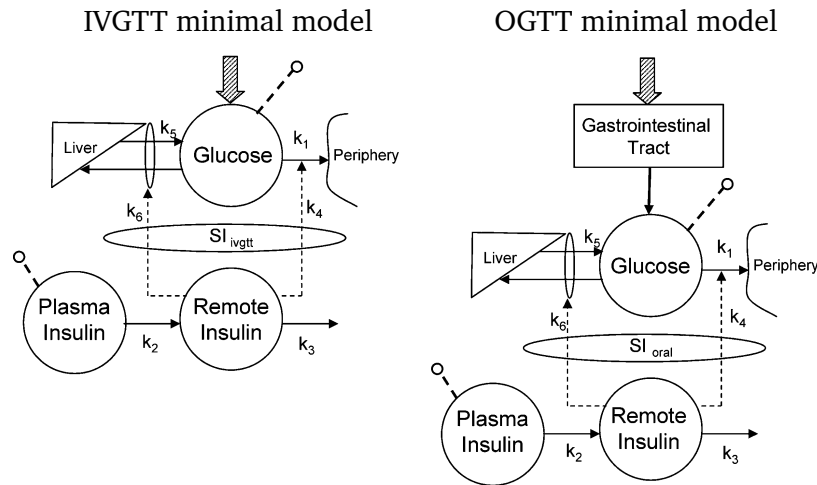 IVGTT minimal model
k5
Liver
Glucose
k1
Periphery
k6
k4
SI ivgtt
Plasma
Insulin
k2
Remote
Insulin
k3
OGTT minimal model
Gastrointestinal
Tract
k5
Liver
Glucose
k1
Periphery
k6
k4
SI oral
Plasma
Insulin
k2
Remote
Insulin
k3